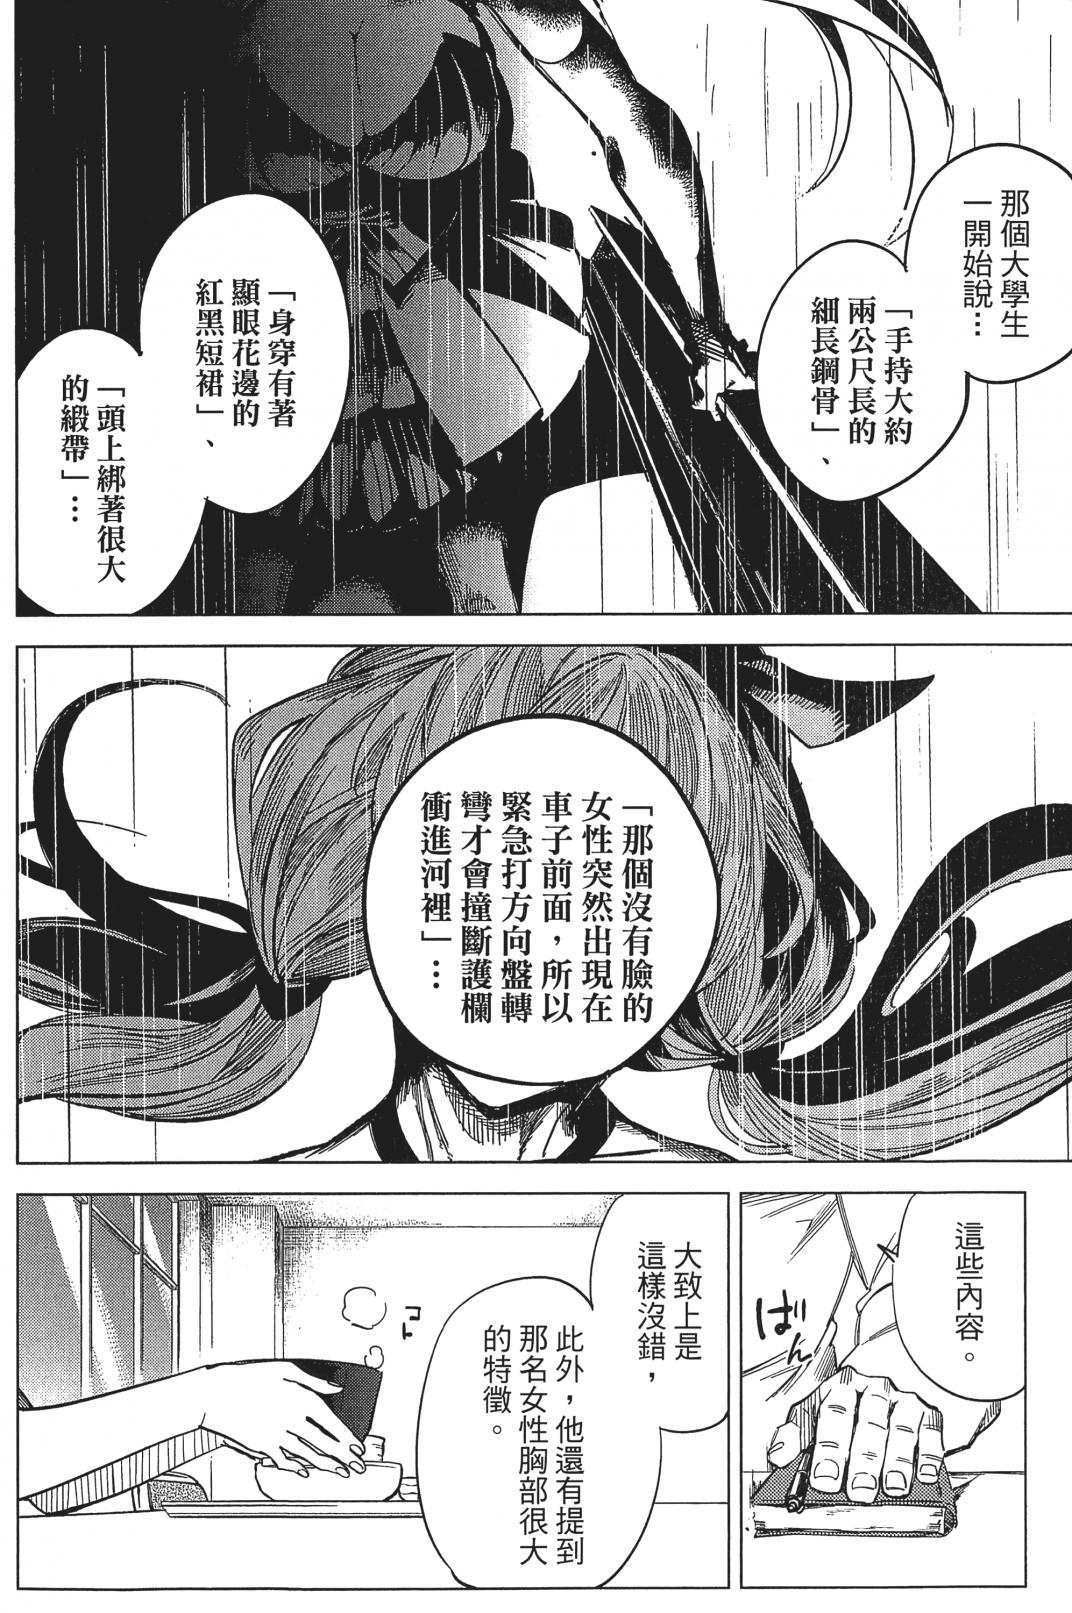 那個大學生
一開始說…
「手持大約
兩公尺長的
細長鋼骨」、
「身穿有著
顯眼花邊的
紅黑短裙」、
「頭上綁著很大
的緞帶」…
「那個沒有臉的
女性突然出現在
車子前面，所以
緊急打方向盤轉
彎才會撞斷護欄
衝進河裡」…
這些內容。
ばん
大致上是
這樣沒錯，
此外，他還有提到
那名女性胸部很大
的特徵。
コト